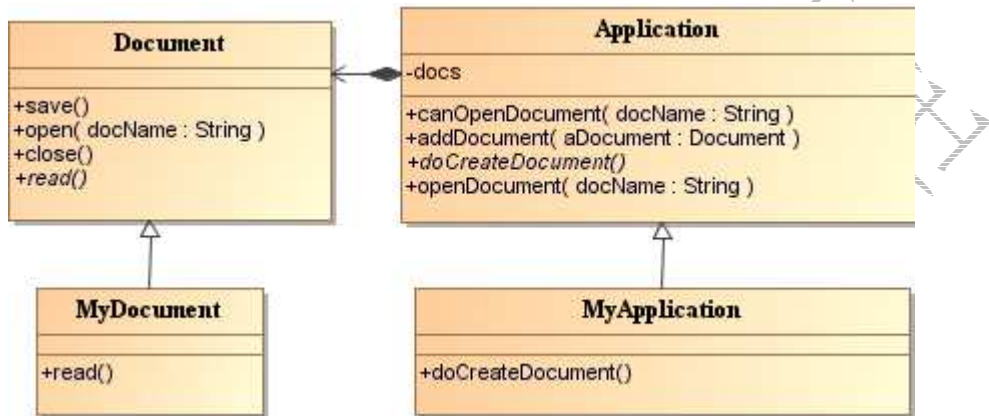 Document
+save()
+open( docName : String )
+close()
+read()
Application
-docs
+canOpenDocument( docName : String )
+addDocument( aDocument : Document )
+doCreateDocument()
+openDocument( docName : String )
MyDocument
+read()
MyApplication
+doCreateDocument()